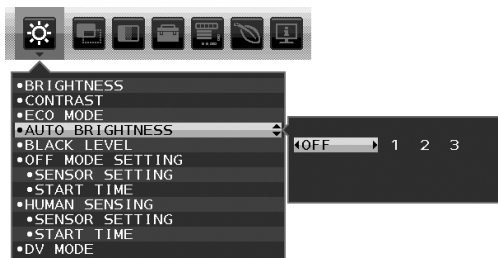 •BRIGHTNESS
•CONTRAST
•ECO MODE
•AUTO BRIGHTNESS
OFF 1 2 3
•BLACK LEVEL
•OFF MODE SETTING
•SENSOR SETTING
•START TIME
•HUMAN SENSING
•SENSOR SETTING
•START TIME
•DV MODE